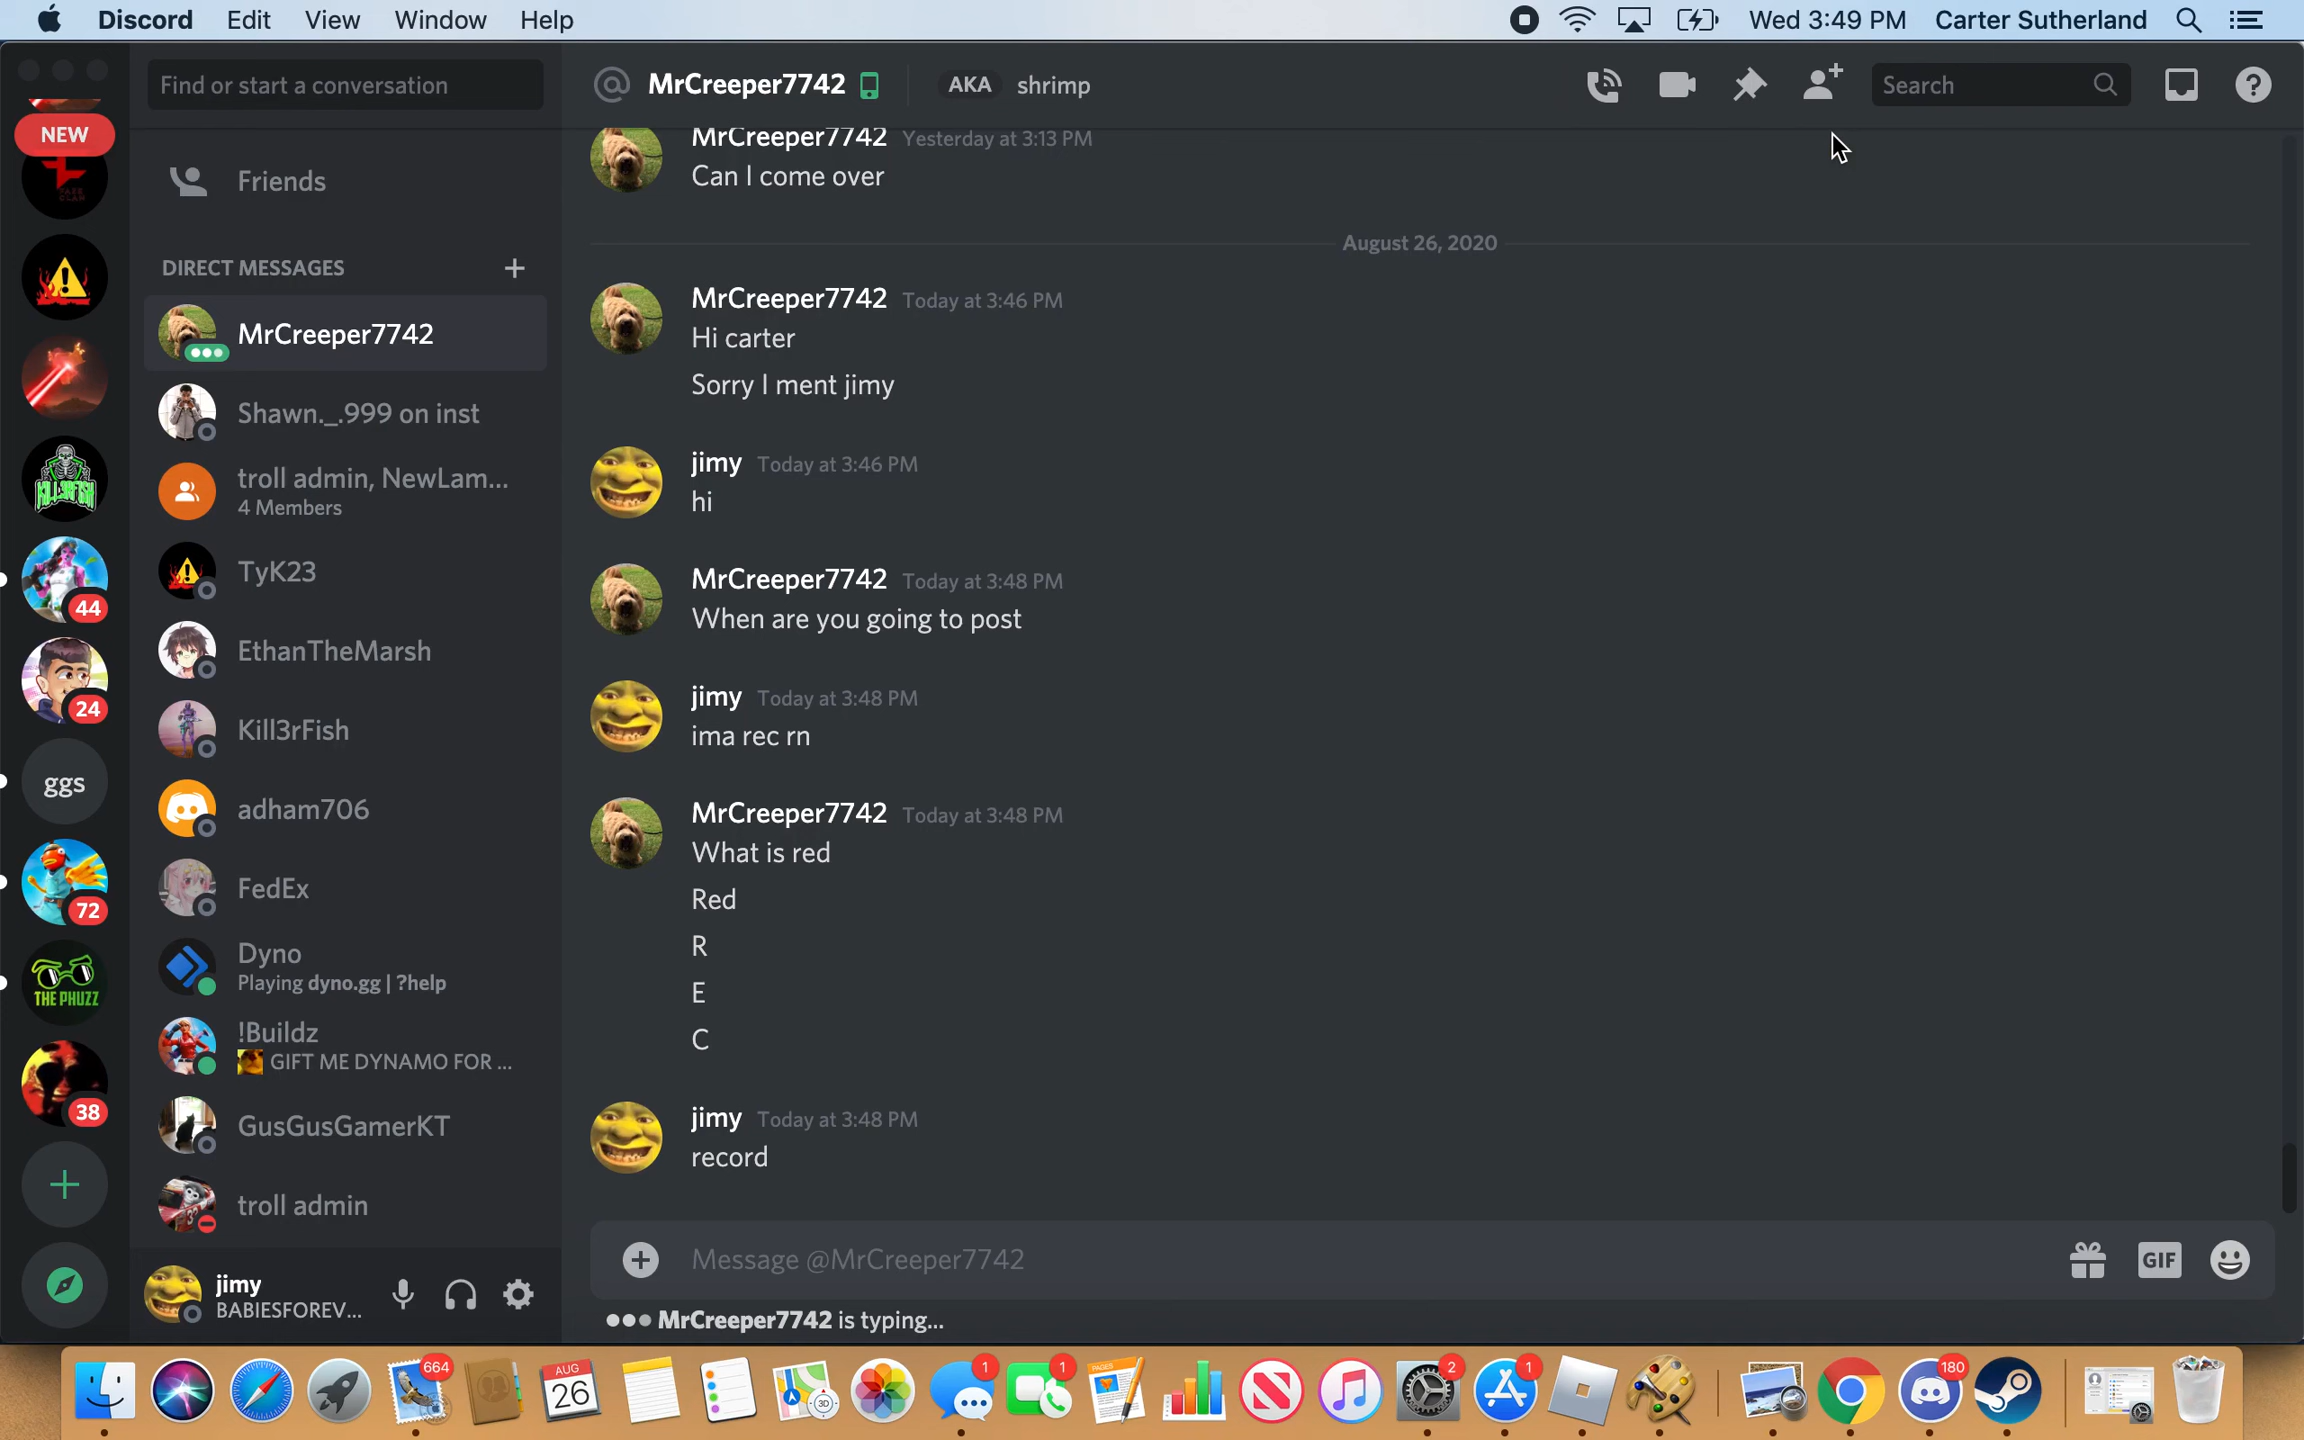 Discord Edit View Window Help
Wed 3:49 PM Carter Sutherland
Find or start a conversation
MrCreeper7742 AKA shrimp
Search
NEW
44
24
ggs
72
THE PHUZZ
38
Friends
DIRECT MESSAGES
MrCreeper7742
Shawn._.999 on inst
troll admin, NewLam...
4 Members
TyK23
EthanTheMarsh
Kill3rFish
adham706
FedEx
Dyno
Playing dyno.gg | ?help
!Buildz
GIFT ME DYNAMO FOR ...
GusGusGamerKT
troll admin
jimy
BABIESFOREV...
MrCreeper7742 Yesterday at 3:13 PM
Can I come over
August 26, 2020
MrCreeper7742 Today at 3:46 PM
Hi carter
Sorry I ment jimy
jimy Today at 3:46 PM
hi
MrCreeper7742 Today at 3:48 PM
When are you going to post
jimy Today at 3:48 PM
ima rec rn
MrCreeper7742 Today at 3:48 PM
What is red
Red
R
E
C
jimy Today at 3:48 PM
record
Message @MrCreeper7742
GIF
MrCreeper7742 is typing...
664
AUG
26
3D
1
1
PAGES
2
1
180